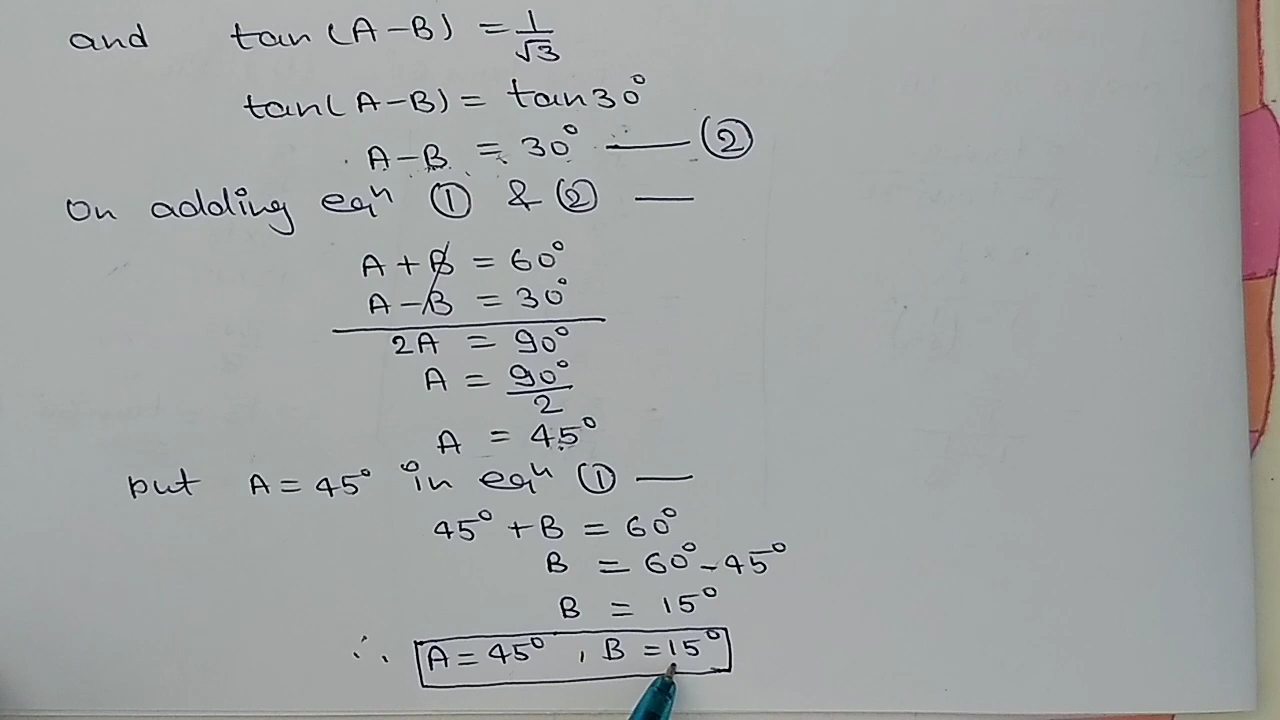 and tan(A-B) = 1/√3
tan(A-B) = tan30°
A-B = 30° — ②
On adding eqⁿ ① & ② —
A+B = 60°
A-B = 30°
2A = 90°
A = 90°/2
A = 45°
put A=45° in eqⁿ ① —
45° + B = 60°
B = 60°-45°
B = 15°
∴ A=45°, B=15°